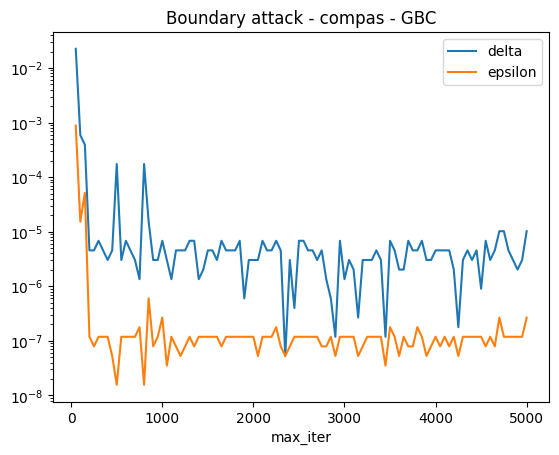 Boundary attack - compas - GBC
delta
epsilon
10⁻²
10⁻³
10⁻⁴
10⁻⁵
10⁻⁶
10⁻⁷
10⁻⁸
0 1000 2000 3000 4000 5000
max_iter